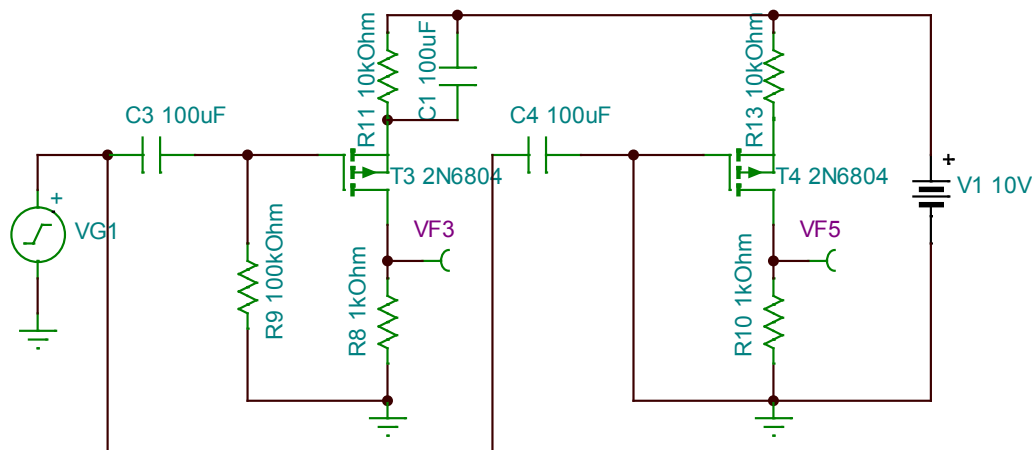 R11 10kOhm
C1 100uF
R13 10kOhm
C3 100uF
C4 100uF
+
T3 2N6804
T4 2N6804
V1 10V
+
VG1
VF3
VF5
R9 100kOhm
R8 1kOhm
R10 1kOhm